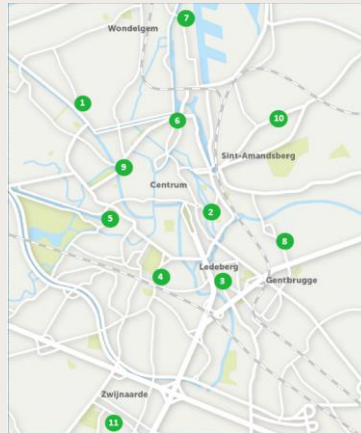 7
Wondelgem
1
10
6
Sint-Amandsberg
9
Centrum
5
2
8
Ledeberg
4
3
Gentbrugge
Zwijnaarde
11